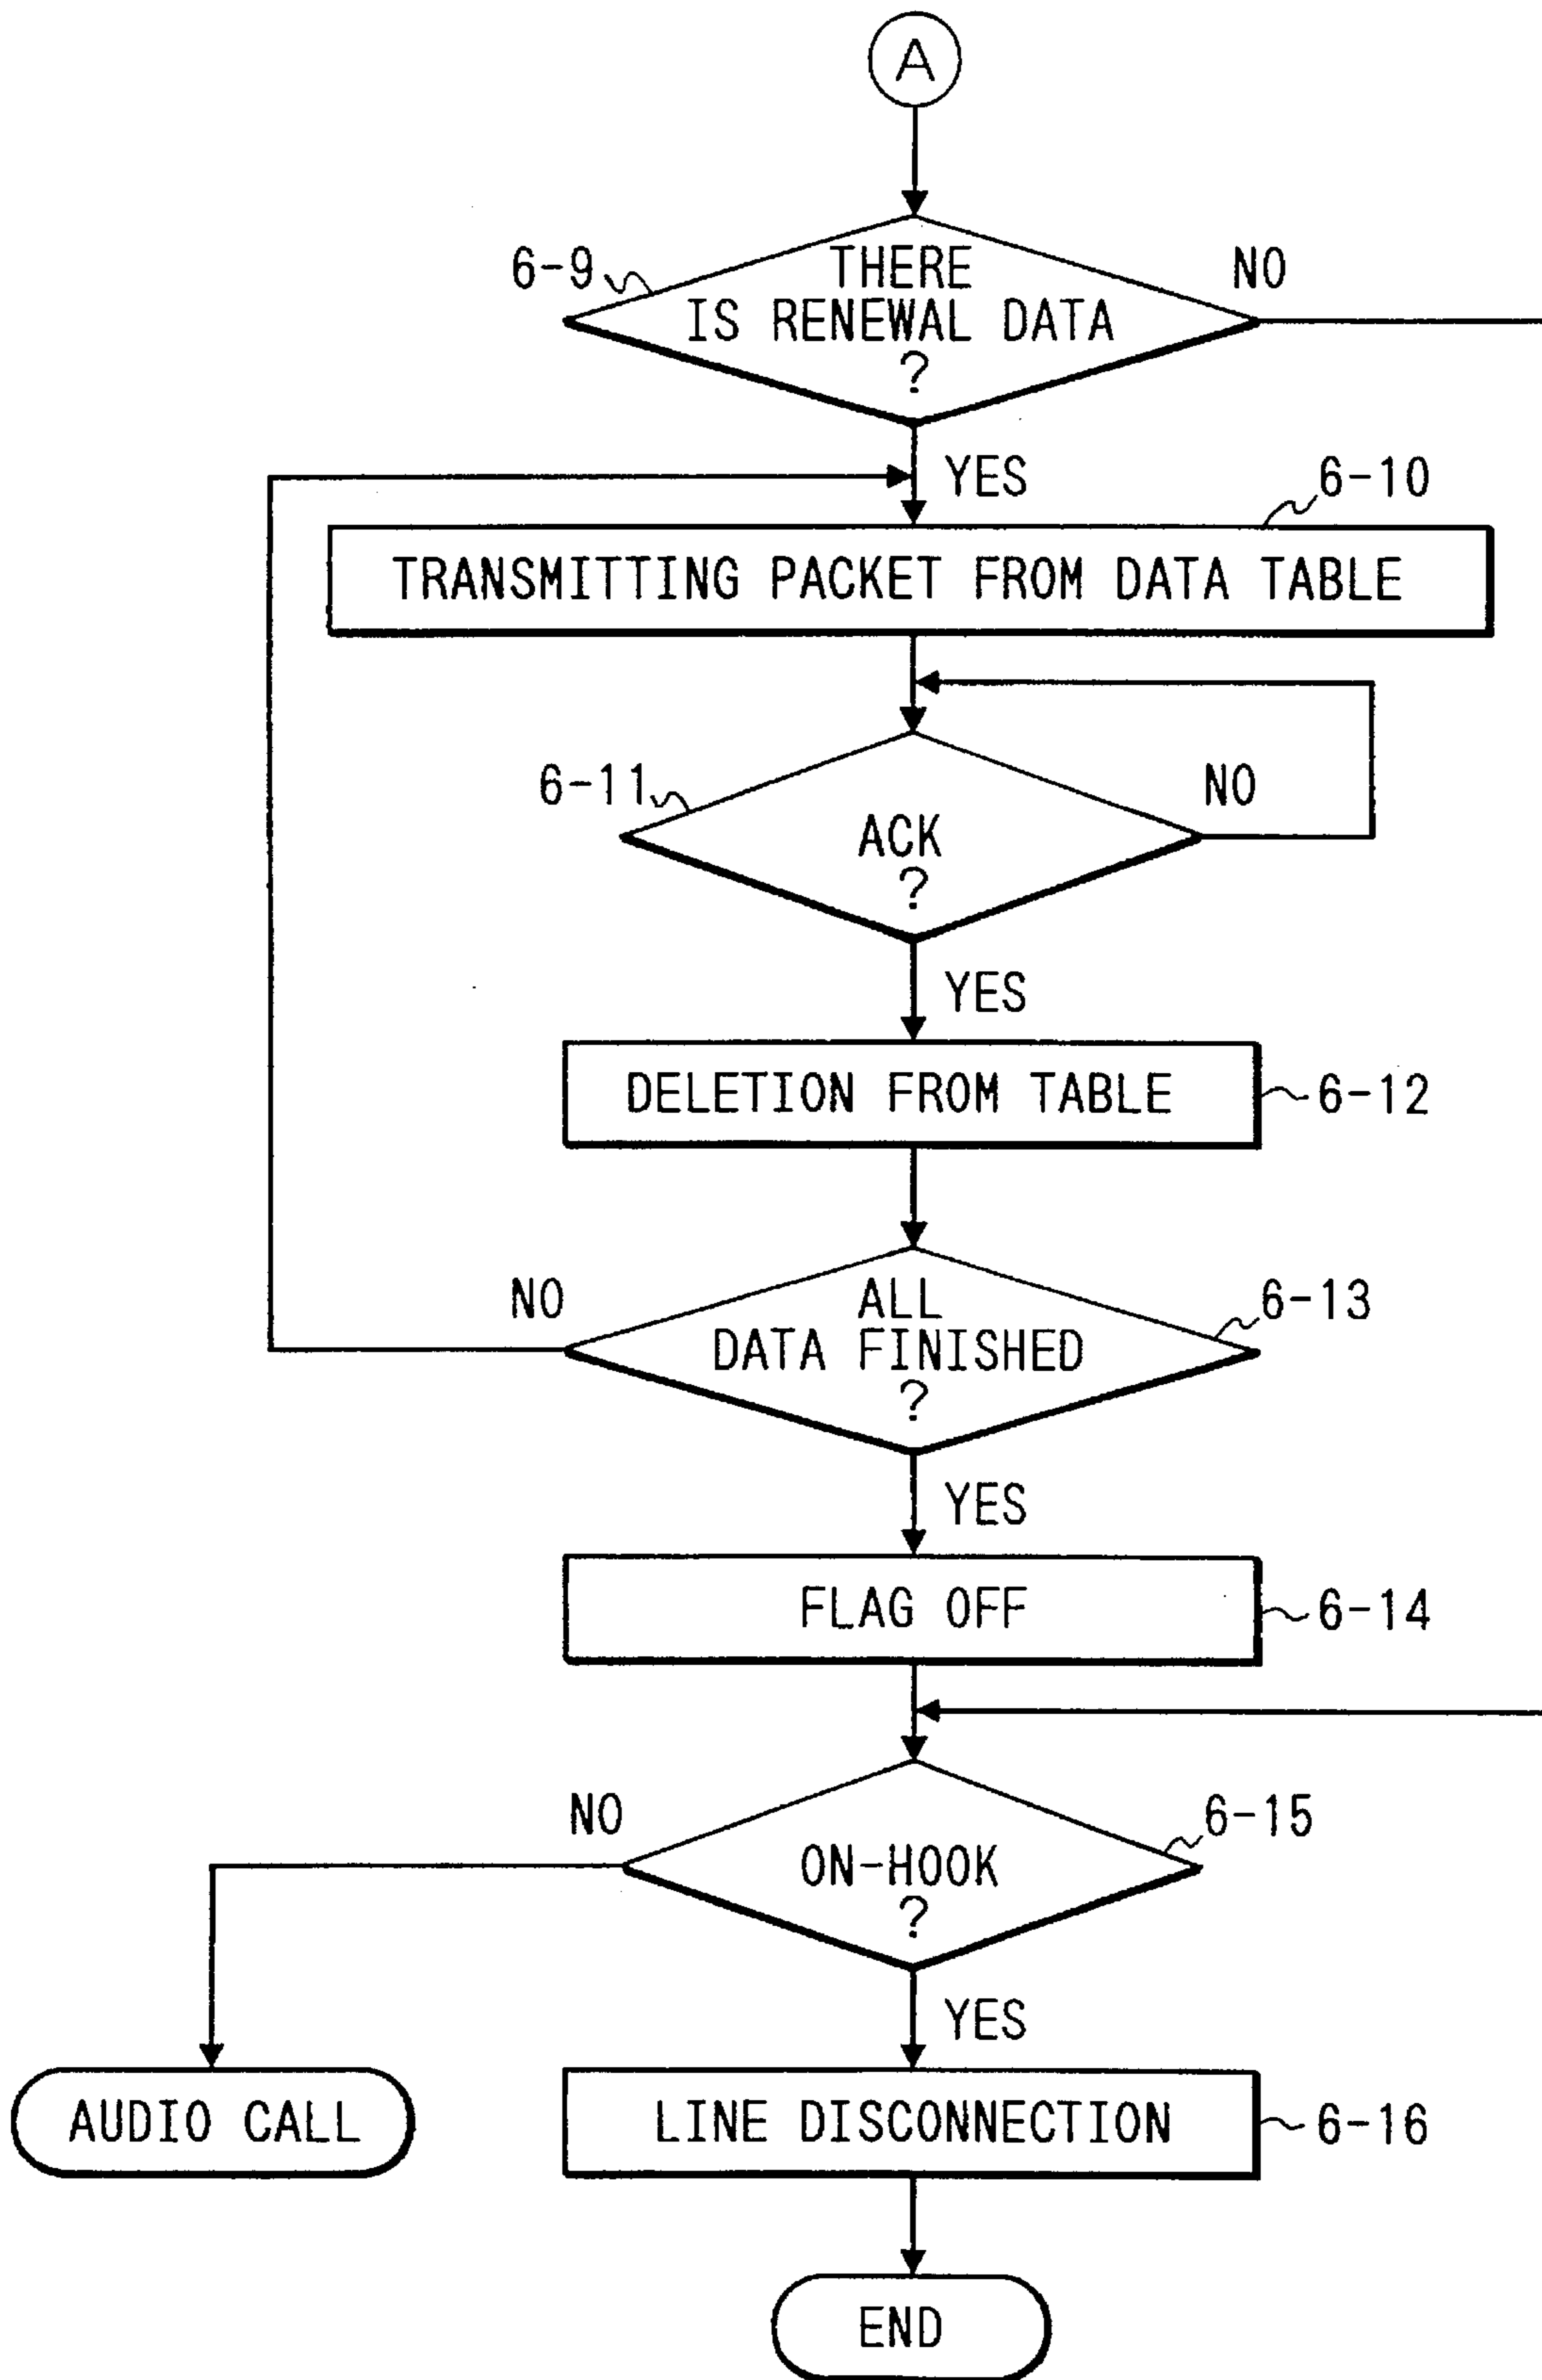 A
6-9
THERE
IS RENEWAL DATA
?
NO
YES
6-10
TRANSMITTING PACKET FROM DATA TABLE
6-11
ACK
?
NO
YES
DELETION FROM TABLE
6-12
NO
ALL
DATA FINISHED
?
6-13
YES
FLAG OFF
6-14
NO
ON-HOOK
?
6-15
YES
AUDIO CALL
LINE DISCONNECTION
6-16
END